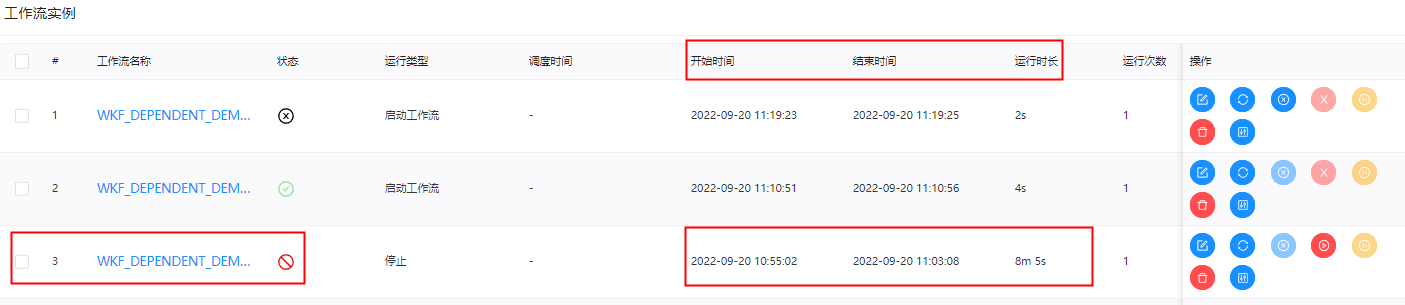 工作流实例
# 工作流名称 状态 运行类型 调度时间 开始时间 结束时间 运行时长 运行次数 操作
1 WKF_DEPENDENT_DEM... 启动工作流 - 2022-09-20 11:19:23 2022-09-20 11:19:25 2s 1
2 WKF_DEPENDENT_DEM... 启动工作流 - 2022-09-20 11:10:51 2022-09-20 11:10:56 4s 1
3 WKF_DEPENDENT_DEM... 停止 - 2022-09-20 10:55:02 2022-09-20 11:03:08 8m 5s 1